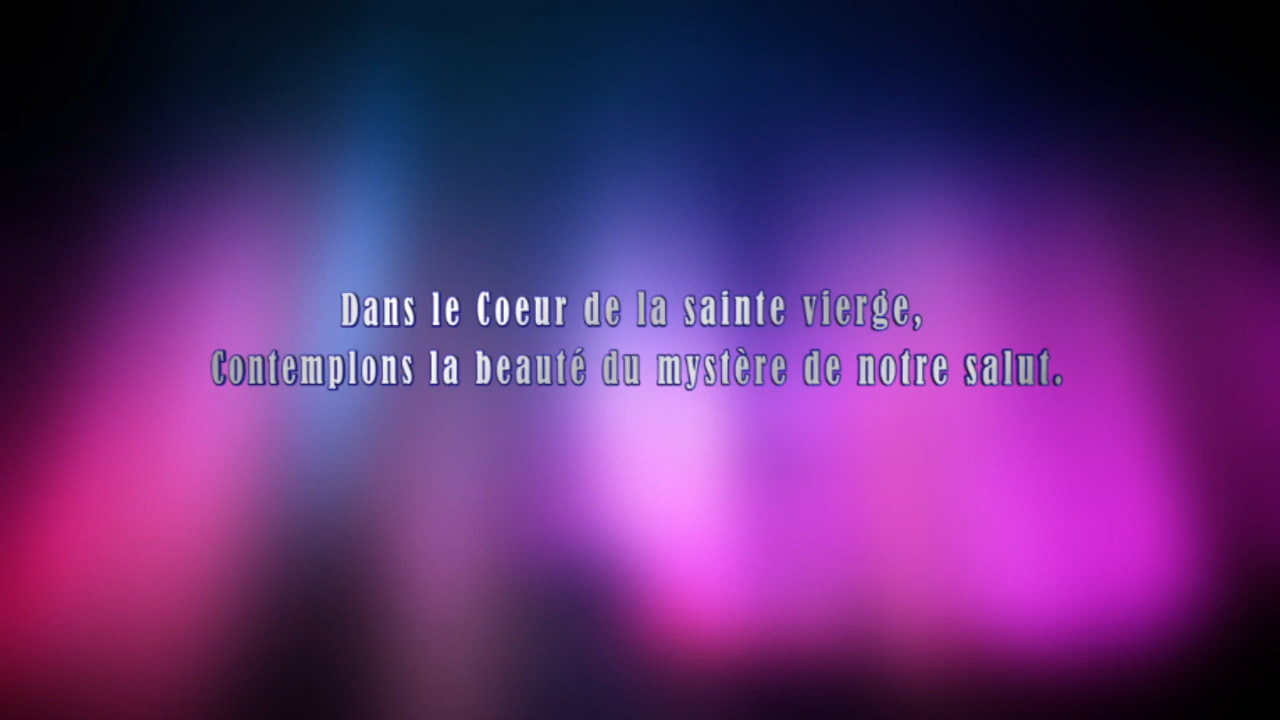 Dans le Coeur de la sainte vierge,
Contemplons la beauté du mystère de notre salut.